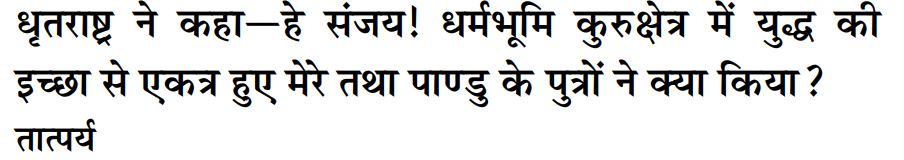 धृतराष्ट्र ने कहा—हे संजय! धर्मभूमि कुरुक्षेत्र में युद्ध की
इच्छा से एकत्र हुए मेरे तथा पाण्डु के पुत्रों ने क्या किया?
तात्पर्य